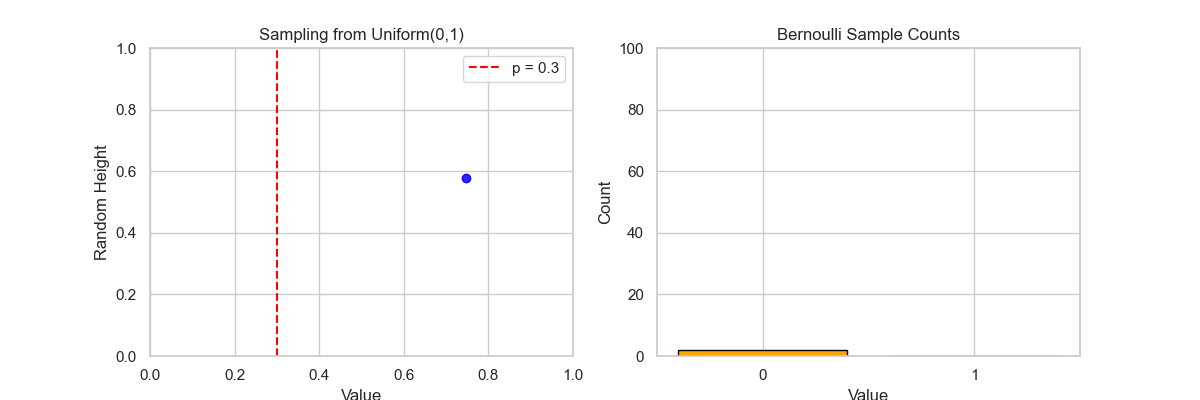 Sampling from Uniform(0,1)
1.0
0.8
0.6
0.4
0.2
0.0
Random Height
p = 0.3
0.0 0.2 0.4 0.6 0.8 1.0
Value
Bernoulli Sample Counts
100
80
60
40
20
0
Count
0 1
Value